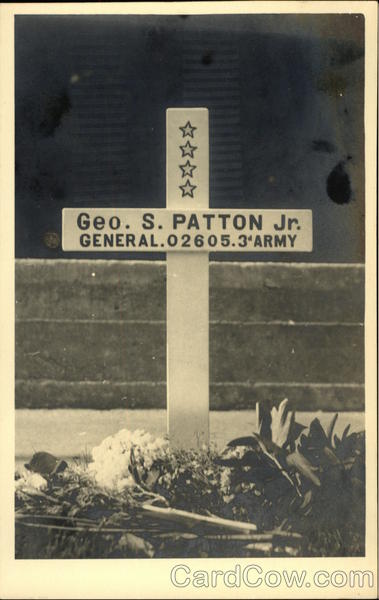 Geo. S. PATTON Jr.
GENERAL.02605.3d ARMY
CardCow.com